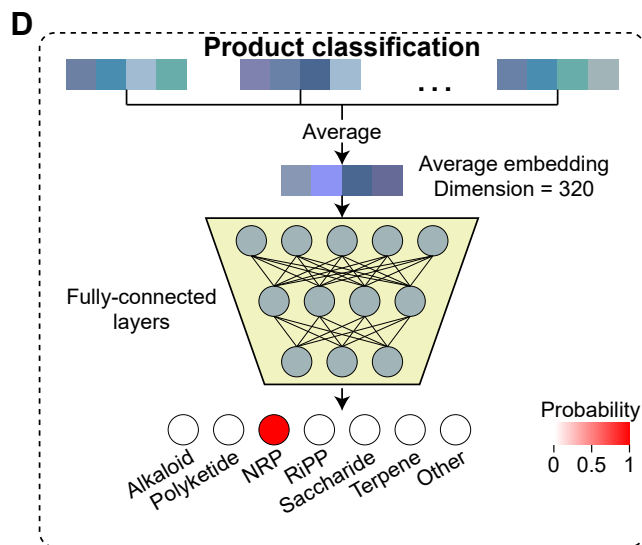 D
Product classification
...
Average
Average embedding
Dimension = 320
Fully-connected
layers
Probability
0 0.5 1
Alkaloid
Polyketide
NRP
RiPP
Saccharide
Terpene
Other